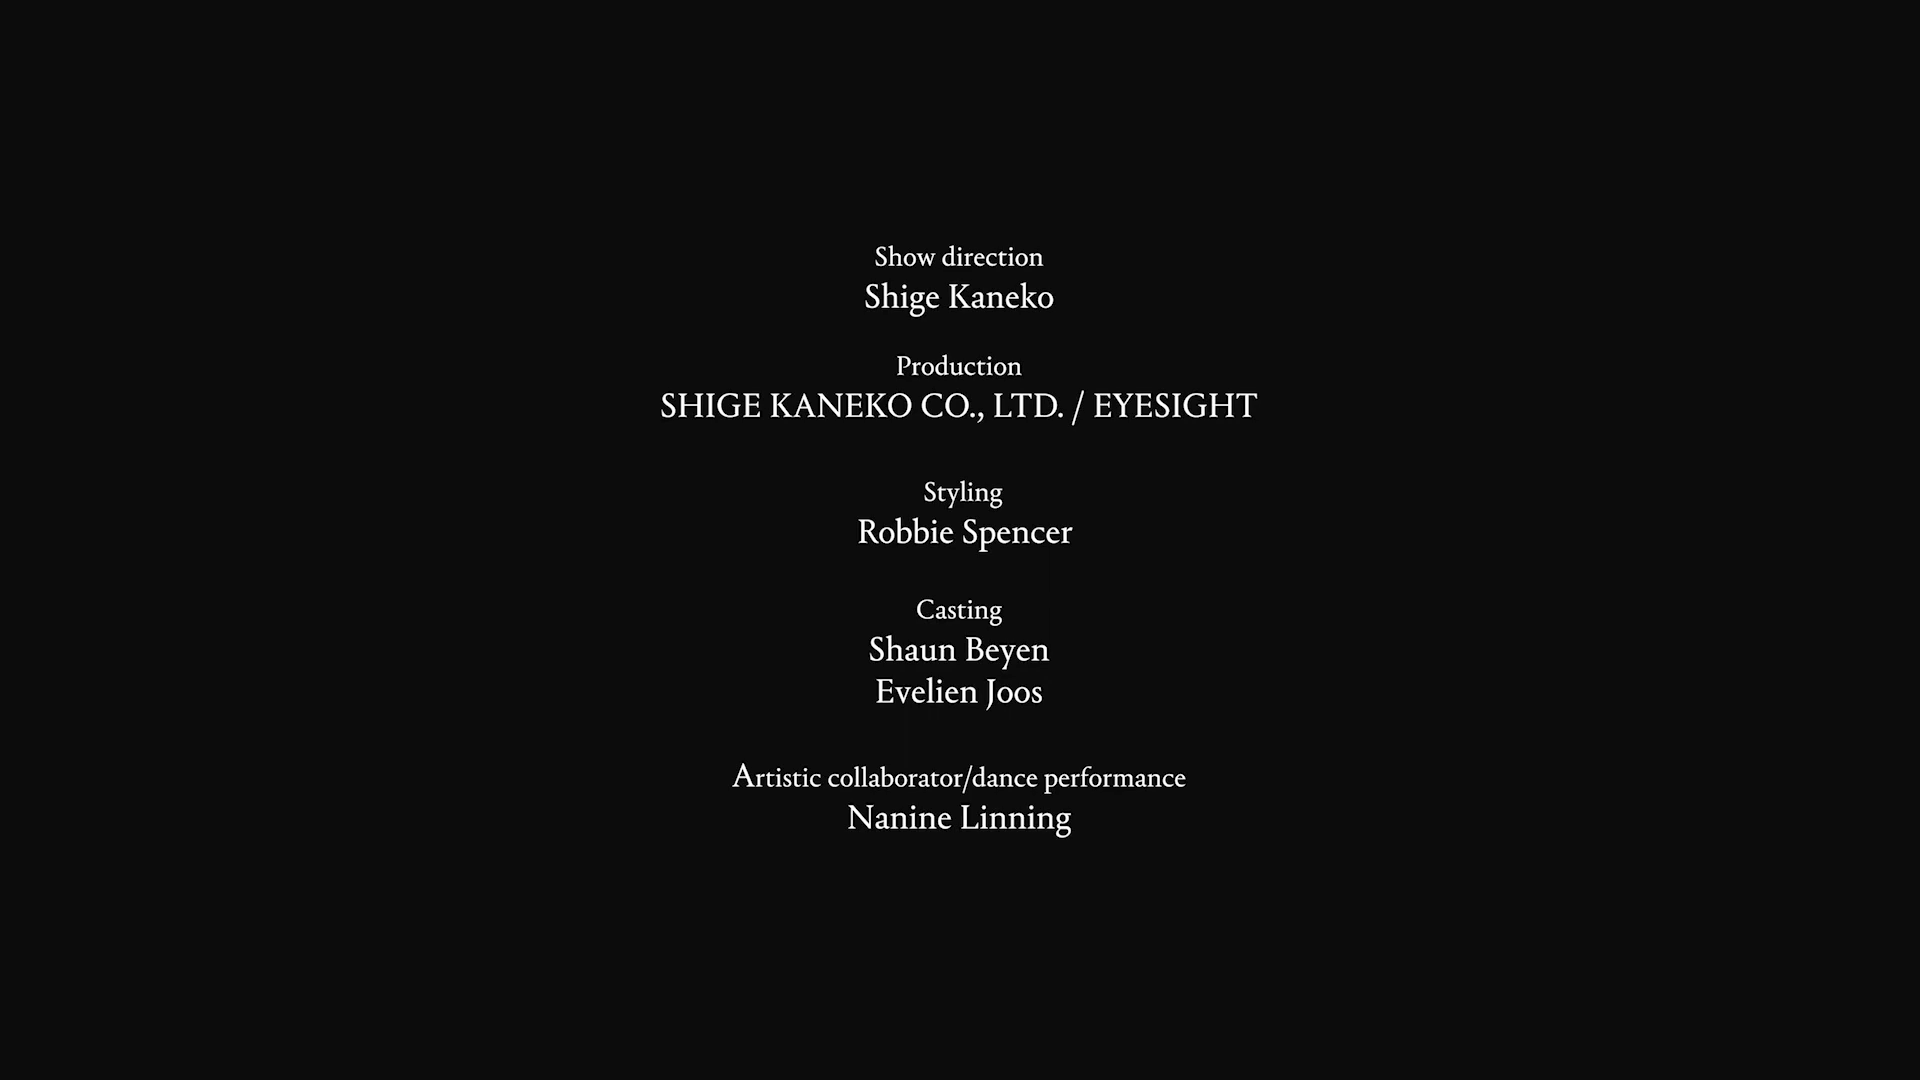 Show direction
Shige Kaneko
Production
SHIGE KANEKO CO., LTD. / EYESIGHT
Styling
Robbie Spencer
Casting
Shaun Beyen
Evelien Joos
Artistic collaborator/dance performance
Nanine Linning